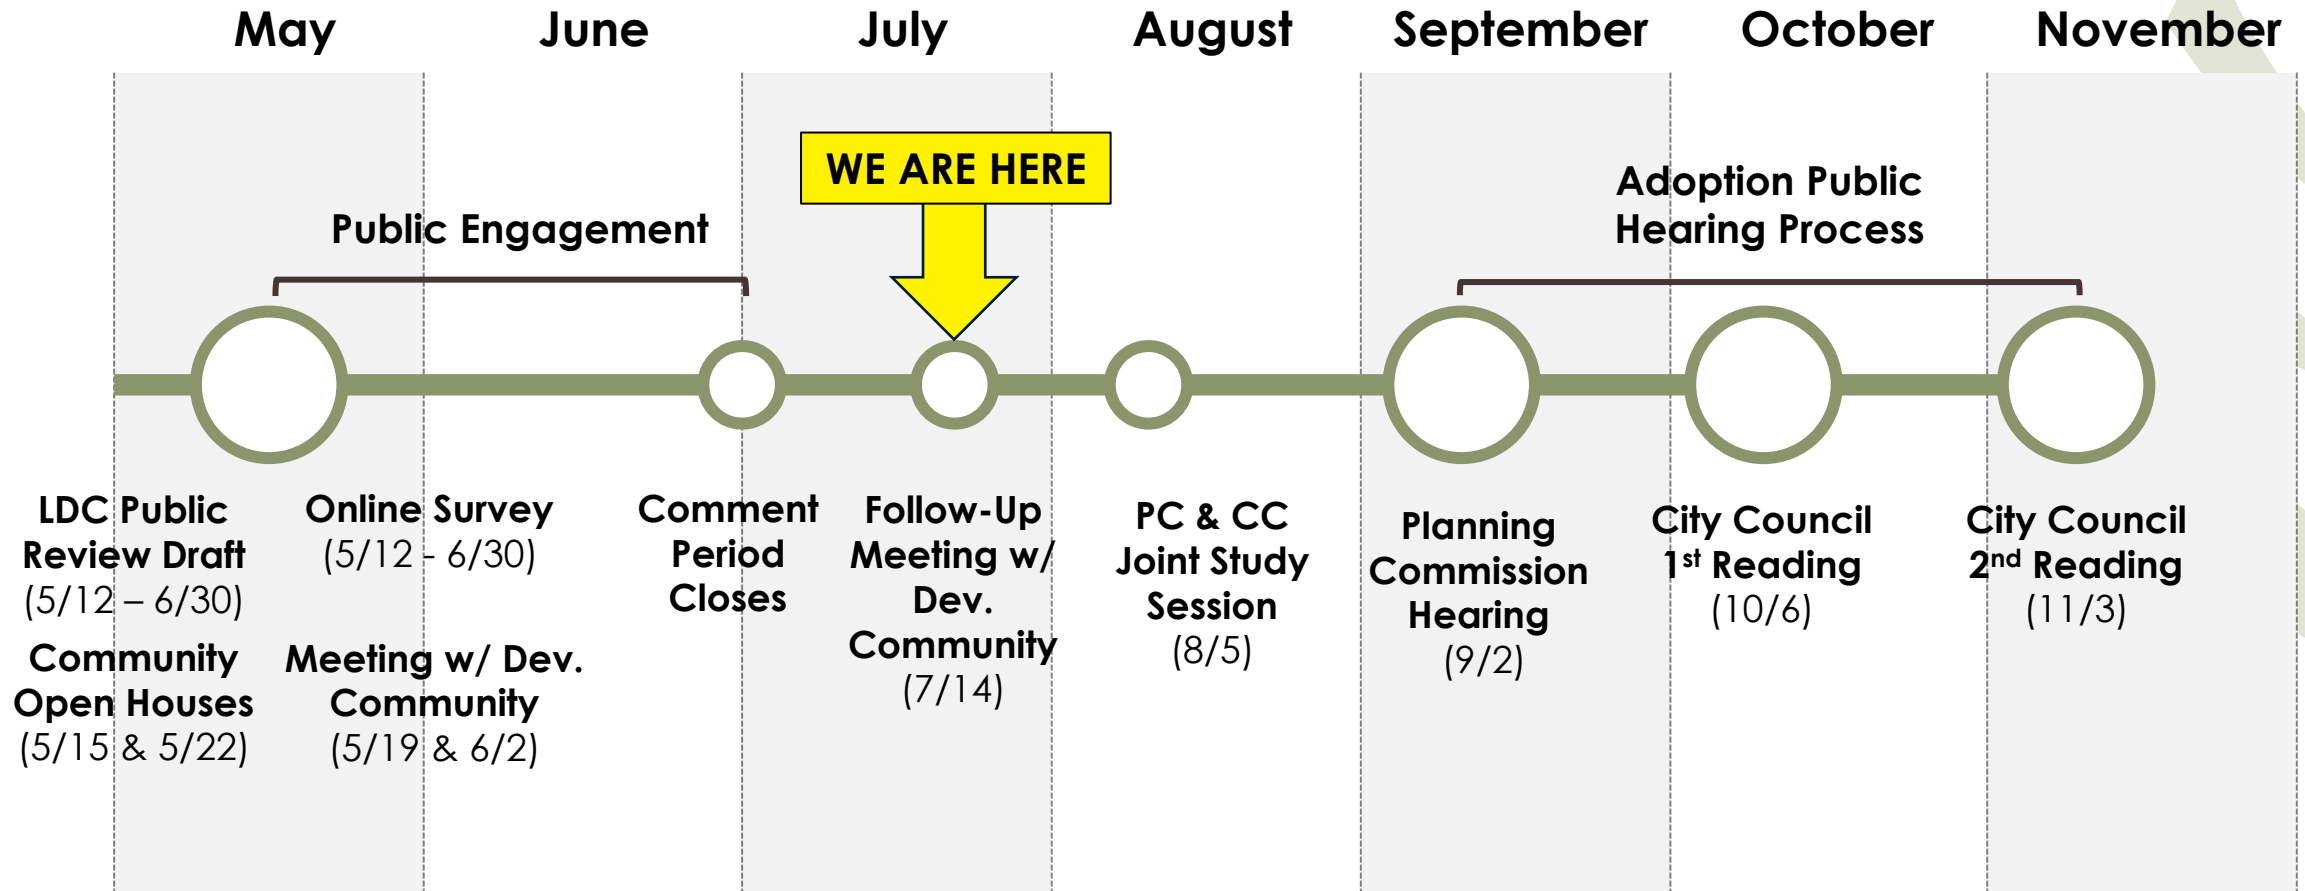 May
June
July
August
September
October
November
WE ARE HERE
Public Engagement
Adoption Public
Hearing Process
LDC Public
Review Draft
(5/12 – 6/30)
Community
Open Houses
(5/15 & 5/22)
Online Survey
(5/12 - 6/30)
Meeting w/ Dev.
Community
(5/19 & 6/2)
Comment
Period
Closes
Follow-Up
Meeting w/
Dev.
Community
(7/14)
PC & CC
Joint Study
Session
(8/5)
Planning
Commission
Hearing
(9/2)
City Council
1st Reading
(10/6)
City Council
2nd Reading
(11/3)